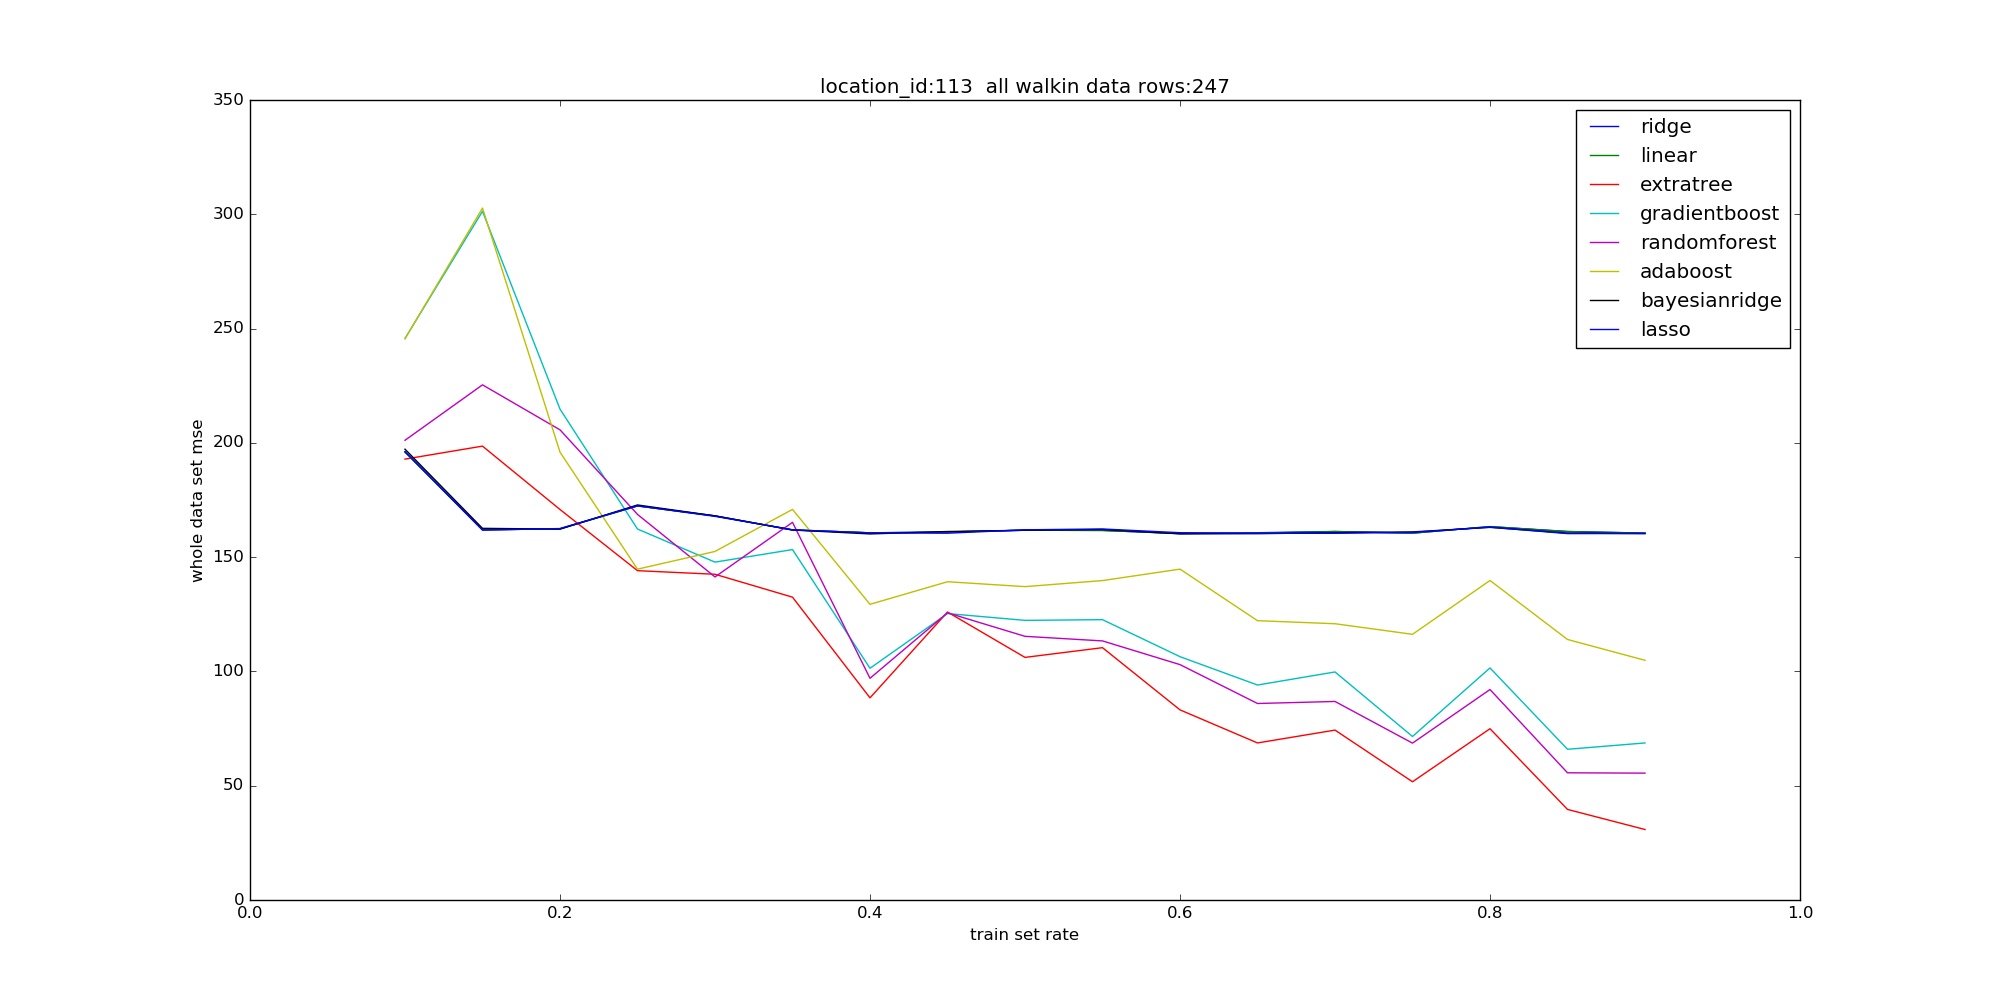 location_id:113  all walkin data rows:247
350
300
250
200
150
100
50
0
whole data set mse
0.0
0.2
0.4
0.6
0.8
1.0
train set rate
ridge
linear
extratree
gradientboost
randomforest
adaboost
bayesianridge
lasso